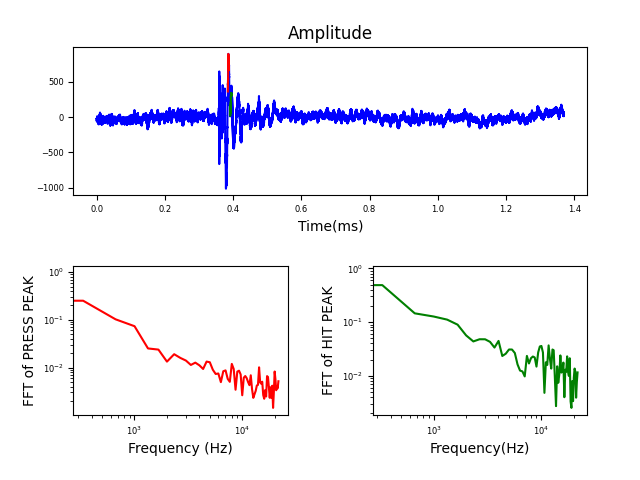 Amplitude
500
0
−500
−1000
0.0 0.2 0.4 0.6 0.8 1.0 1.2 1.4
Time(ms)
FFT of PRESS PEAK
10⁰
10⁻¹
10⁻²
10³ 10⁴
Frequency (Hz)
FFT of HIT PEAK
10⁰
10⁻¹
10⁻²
10³ 10⁴
Frequency(Hz)